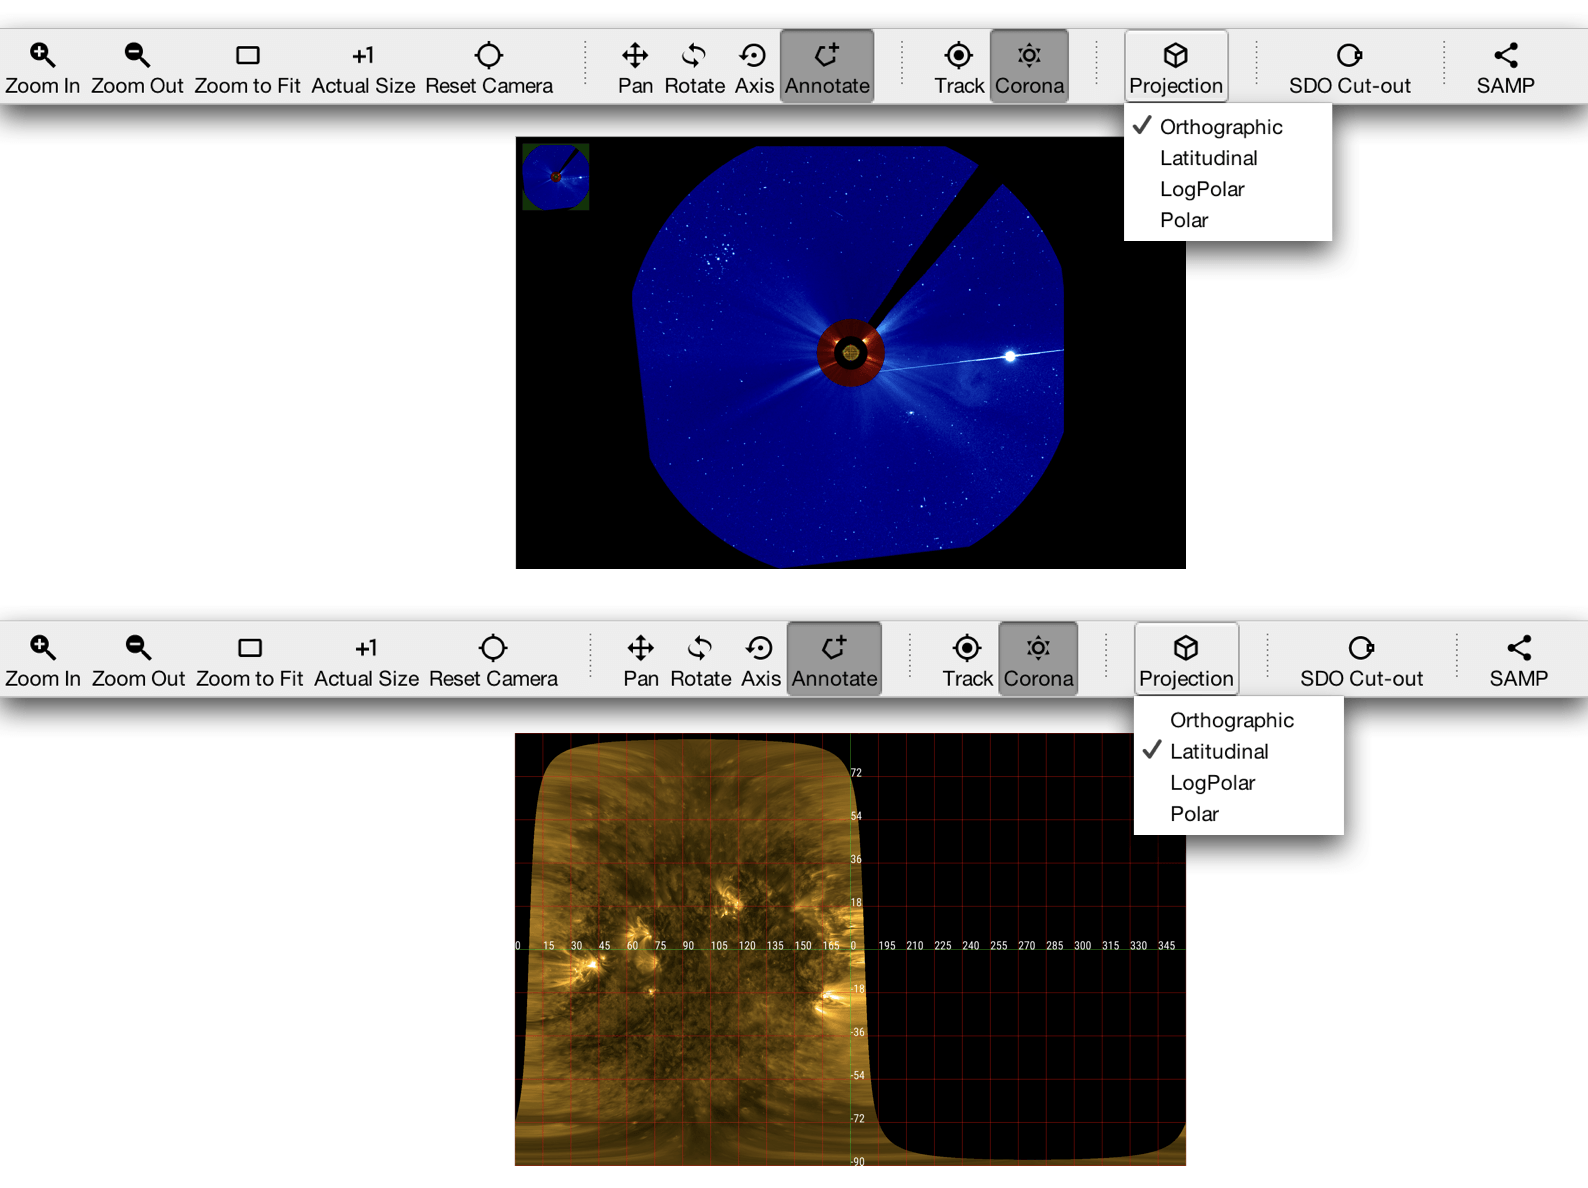 Zoom In Zoom Out Zoom to Fit +1 Actual Size Reset Camera Pan Rotate Axis Annotate Track Corona Projection SDO Cut-out SAMP
Orthographic
Latitudinal
LogPolar
Polar
Zoom In Zoom Out Zoom to Fit +1 Actual Size Reset Camera Pan Rotate Axis Annotate Track Corona Projection SDO Cut-out SAMP
Orthographic
Latitudinal
LogPolar
Polar
72
54
36
18
0 15 30 45 60 75 90 105 120 135 150 165 0 195 210 225 240 255 270 285 300 315 330 345
-18
-36
-54
-72
-90